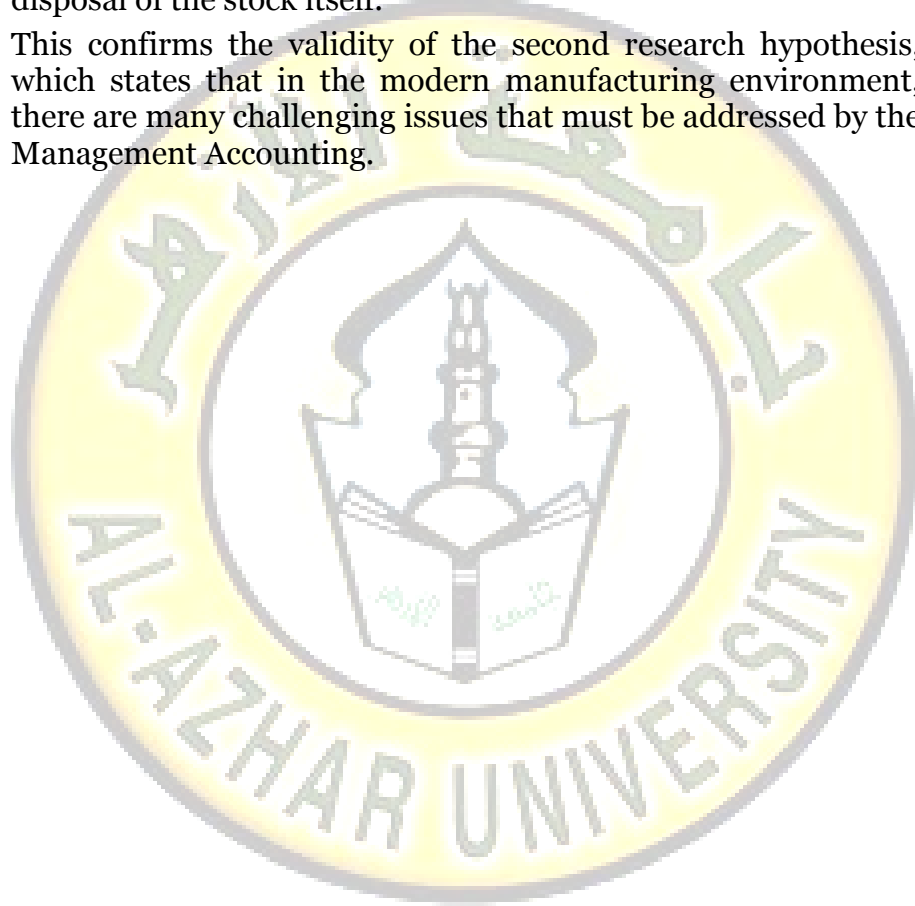 disposal of the stock itself.
This confirms the validity of the second research hypothesis,
which states that in the modern manufacturing environment,
there are many challenging issues that must be addressed by the
Management Accounting.
جامعة الأزهر
AL-AZHAR UNIVERSITY